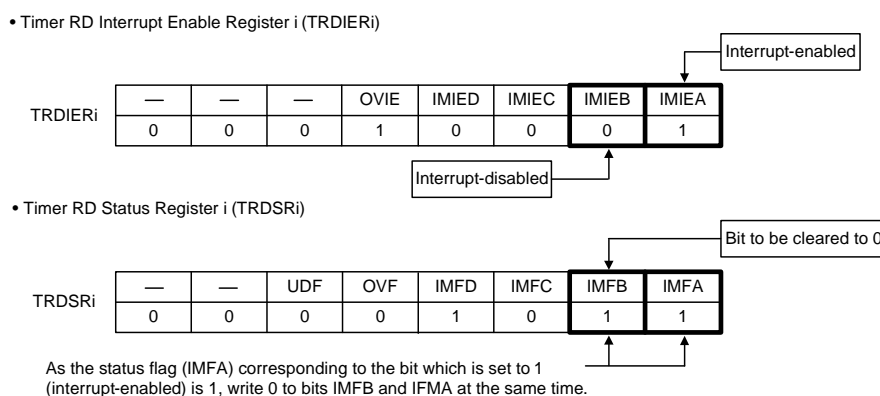 • Timer RD Interrupt Enable Register i (TRDIERi)
Interrupt-enabled
TRDIERi
— — — OVIE IMIED IMIEC IMIEB IMIEA
0 0 0 1 0 0 0 1
Interrupt-disabled
• Timer RD Status Register i (TRDSRi)
Bit to be cleared to 0
TRDSRi
— — UDF OVF IMFD IMFC IMFB IMFA
0 0 0 0 1 0 1 1
As the status flag (IMFA) corresponding to the bit which is set to 1
(interrupt-enabled) is 1, write 0 to bits IMFB and IFMA at the same time.